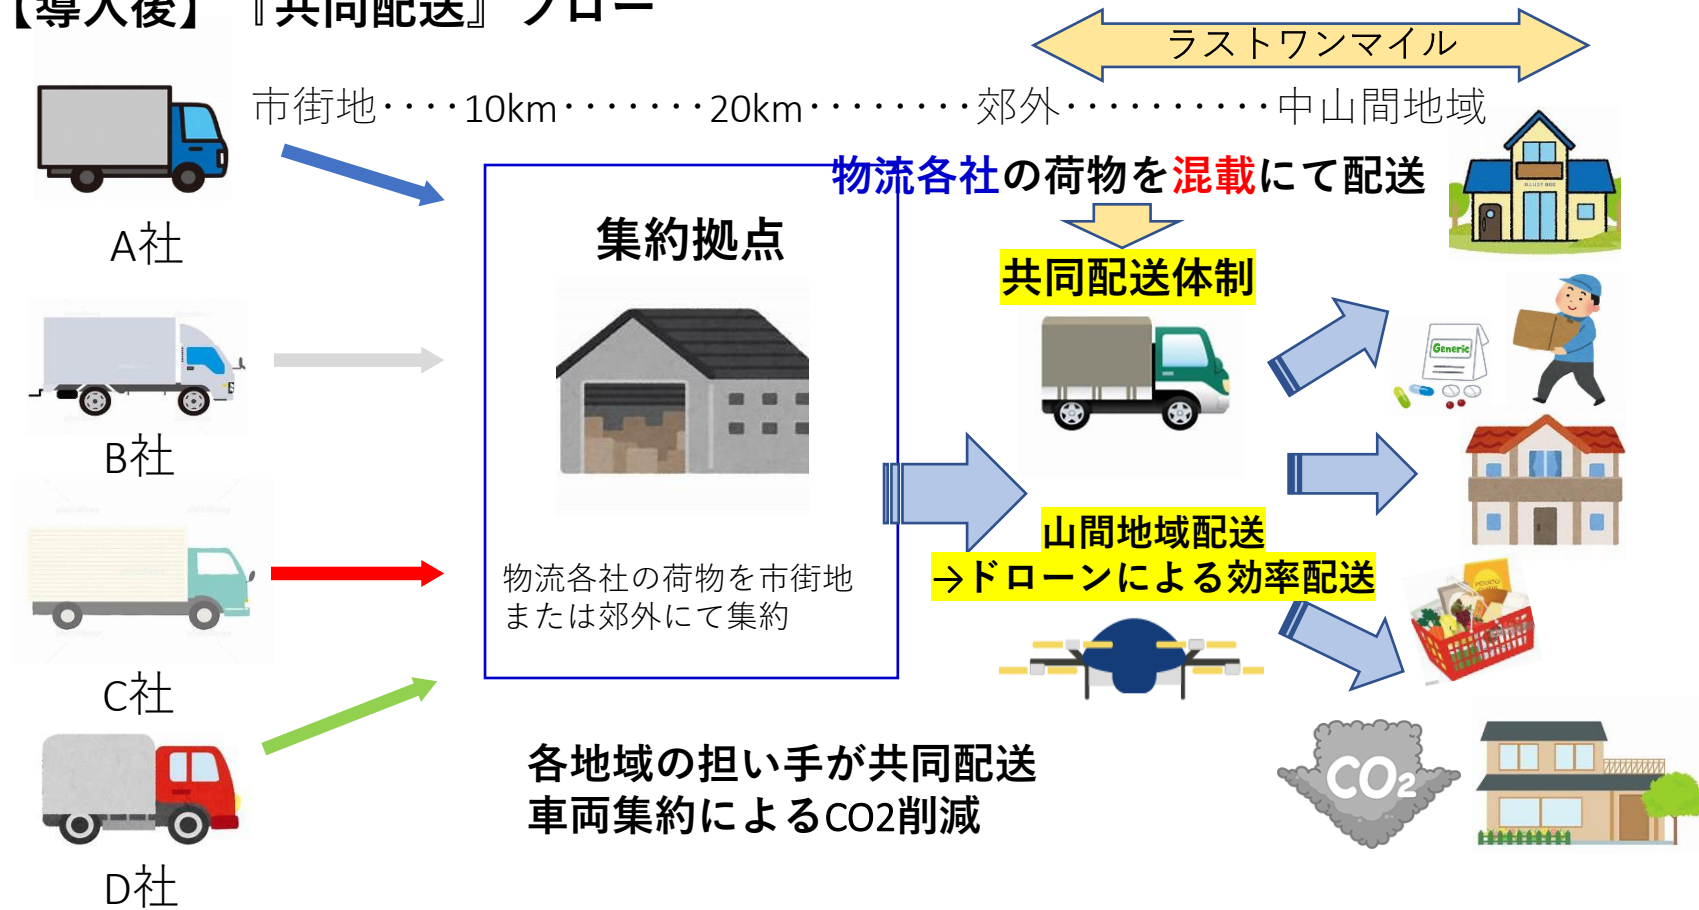 【導入後】『共同配送』フロー
ラストワンマイル
市街地････10km･･･････20km････････郊外･･････････中山間地域
物流各社の荷物を混載にて配送
A社
集約拠点
共同配送体制
ILLUST BOX
Generic
B社
山間地域配送
→ドローンによる効率配送
物流各社の荷物を市街地
または郊外にて集約
POTATO
C社
各地域の担い手が共同配送
車両集約によるCO2削減
CO2
D社